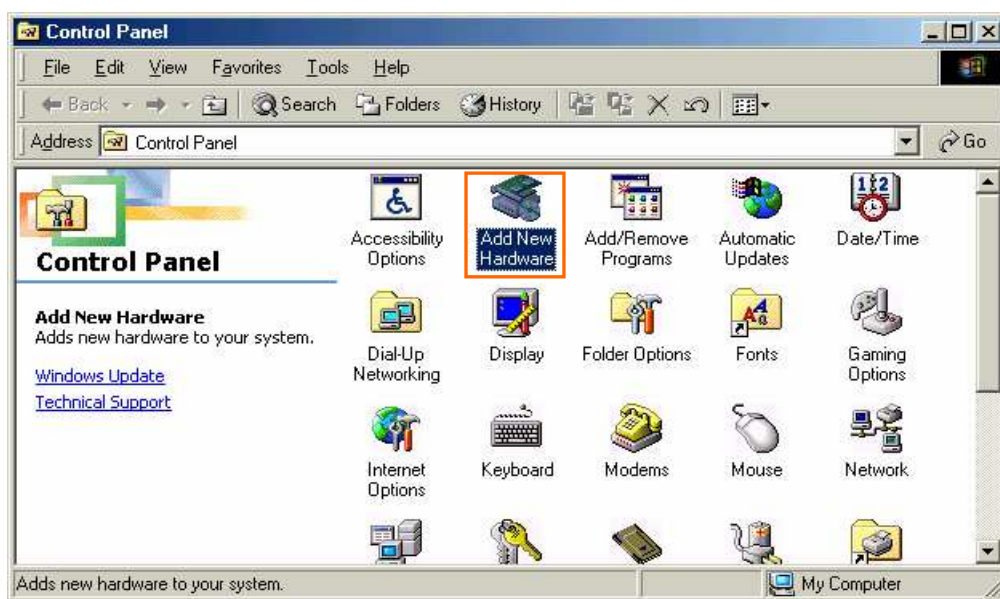 Control Panel
File Edit View Favorites Tools Help
Back Search Folders History
Address Control Panel Go
Control Panel
Add New Hardware
Adds new hardware to your system.
Windows Update
Technical Support
Accessibility
Options
Add New
Hardware
Add/Remove
Programs
Automatic
Updates
Date/Time
Dial-Up
Networking
Display
Folder Options
Fonts
Gaming
Options
Internet
Options
Keyboard
Modems
Mouse
Network
Adds new hardware to your system. My Computer